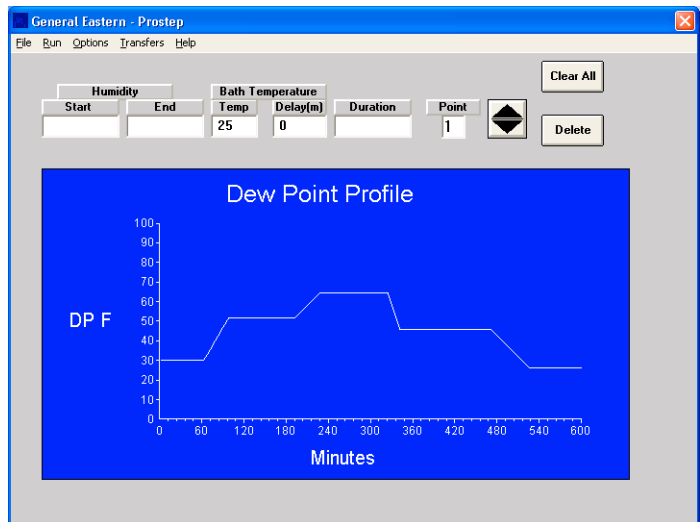 General Eastern - Prostep
File Run Options Transfers Help
Clear All
Humidity Bath Temperature
Start End Temp Delay(m) Duration Point
25 0 1
Delete
Dew Point Profile
100
90
80
70
60
DP F 50
40
30
20
10
0
0 60 120 180 240 300 360 420 480 540 600
Minutes